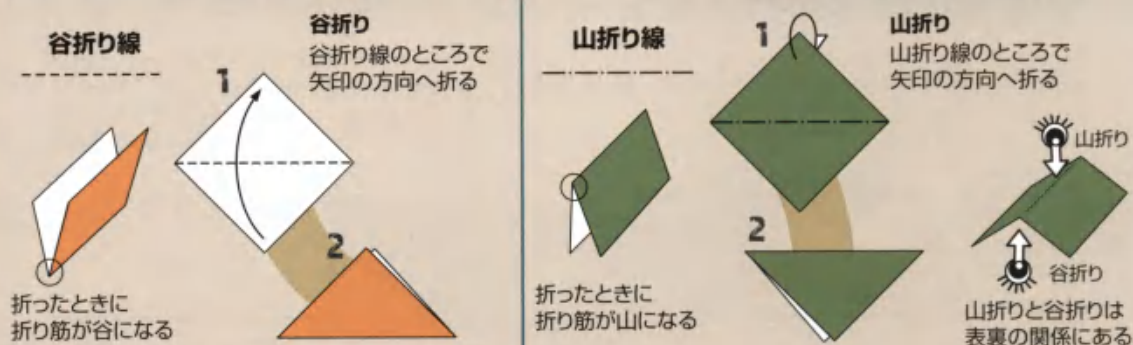 谷折り線
谷折り
谷折り線のところで
矢印の方向へ折る
1
2
折ったときに
折り筋が谷になる
山折り線
1
山折り
山折り線のところで
矢印の方向へ折る
2
折ったときに
折り筋が山になる
山折り
谷折り
山折りと谷折りは
表裏の関係にある